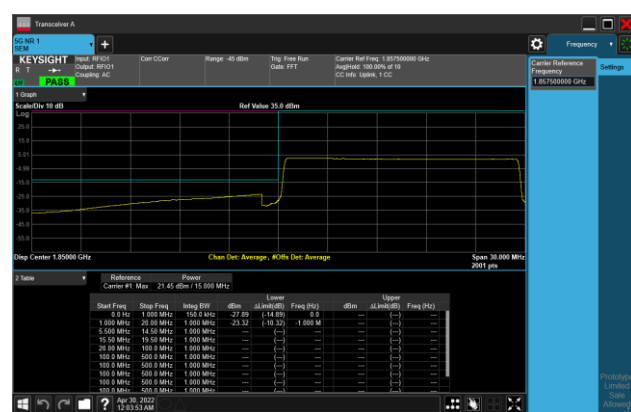 Transceiver A
5G NR 1
SEM
Frequency
KEYSIGHT
R T
PASS
Input: RFIO1
Output: RFIO1
Coupling: AC
Corr CCorr
Range: -45 dBm
Trig: Free Run
Gate: FFT
Carrier Ref Freq: 1.857500000 GHz
Avg|Hold: 100.00% of 10
CC Info: Uplink, 1 CC
Carrier Reference
Frequency
1.857500000 GHz
Settings
1 Graph
Scale/Div 10 dB
Ref Value 35.0 dBm
Log
25.0
15.0
5.01
-4.99
-15.0
-25.0
-35.0
-45.0
-55.0
Disp Center 1.85000 GHz
Chan Det: Average , #Offs Det: Average
Span 30.000 MHz
2001 pts
2 Table
Reference Power
Carrier #1 Max 21.45 dBm / 15.000 MHz
Lower Upper
Start Freq Stop Freq Integ BW dBm ΔLimit(dB) Freq (Hz) dBm ΔLimit(dB) Freq (Hz)
0.0 Hz 1.000 MHz 150.0 kHz -27.89 (-14.89) 0.0 --- (---) ---
1.000 MHz 20.00 MHz 1.000 MHz -23.32 (-10.32) -1.000 M --- (---) ---
5.500 MHz 14.50 MHz 1.000 MHz --- (---) --- --- (---) ---
15.50 MHz 19.50 MHz 1.000 MHz --- (---) --- --- (---) ---
20.00 MHz 100.0 MHz 1.000 MHz --- (---) --- --- (---) ---
100.0 MHz 500.0 MHz 1.000 MHz --- (---) --- --- (---) ---
100.0 MHz 500.0 MHz 1.000 MHz --- (---) --- --- (---) ---
100.0 MHz 500.0 MHz 1.000 MHz --- (---) --- --- (---) ---
100.0 MHz 500.0 MHz 1.000 MHz --- (---) --- --- (---) ---
100.0 MHz 500.0 MHz 1.000 MHz --- (---) --- --- (---) ---
Prototype
Limited
Sale
Allowed
?
Apr 30, 2022
12:03:53 AM